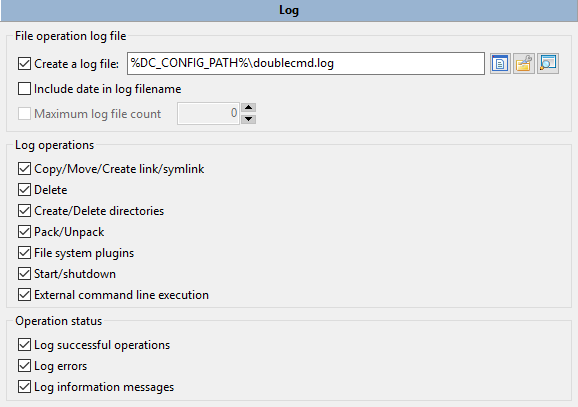 Log
File operation log file
Create a log file: %DC_CONFIG_PATH%\doublecmd.log
Include date in log filename
Maximum log file count 0
Log operations
Copy/Move/Create link/symlink
Delete
Create/Delete directories
Pack/Unpack
File system plugins
Start/shutdown
External command line execution
Operation status
Log successful operations
Log errors
Log information messages